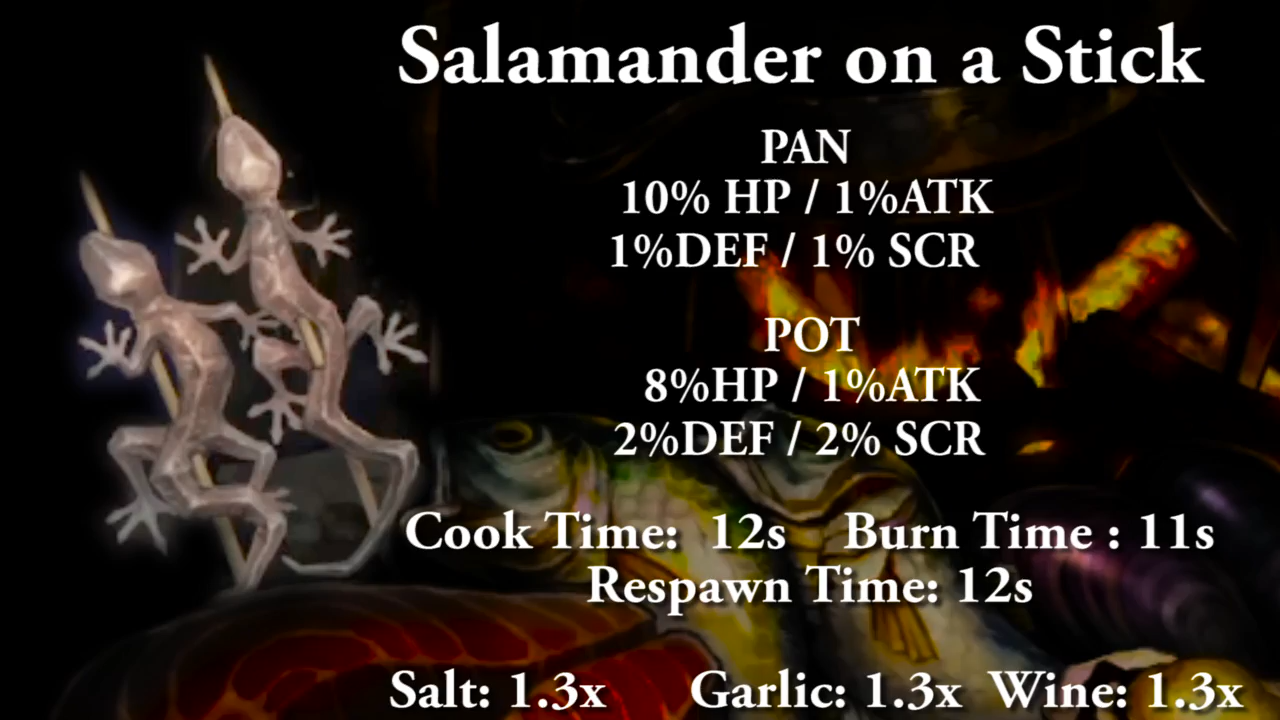 Salamander on a Stick
PAN
10% HP / 1%ATK
1%DEF / 1% SCR
POT
8%HP / 1%ATK
2%DEF / 2% SCR
Cook Time: 12s Burn Time : 11s
Respawn Time: 12s
Salt: 1.3x Garlic: 1.3x Wine: 1.3x